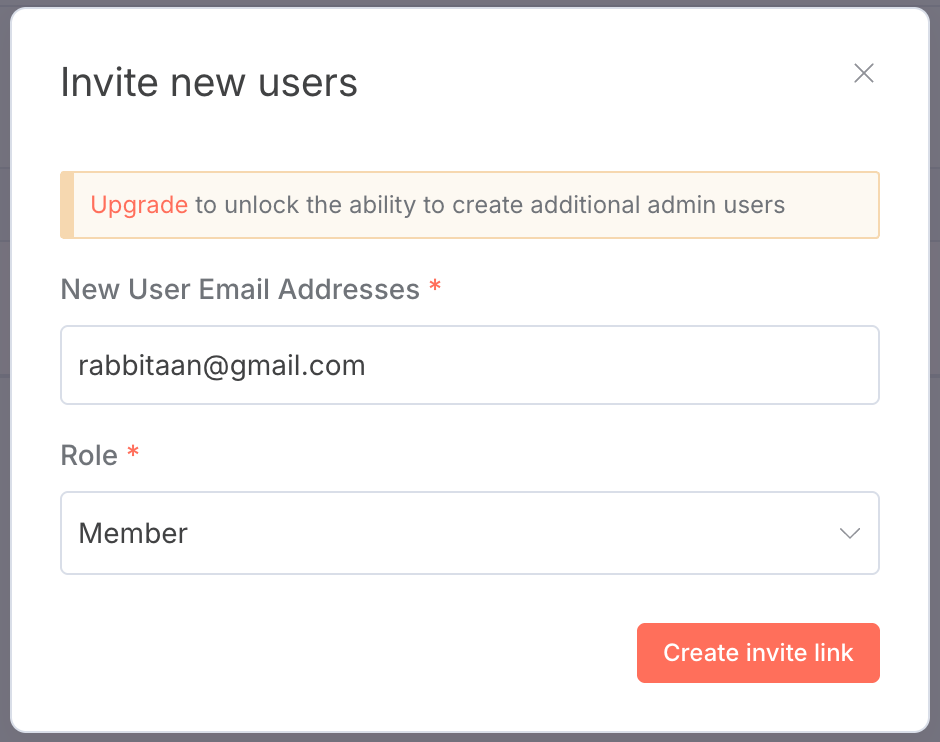 Invite new users
Upgrade to unlock the ability to create additional admin users
New User Email Addresses *
rabbitaan@gmail.com
Role *
Member
Create invite link